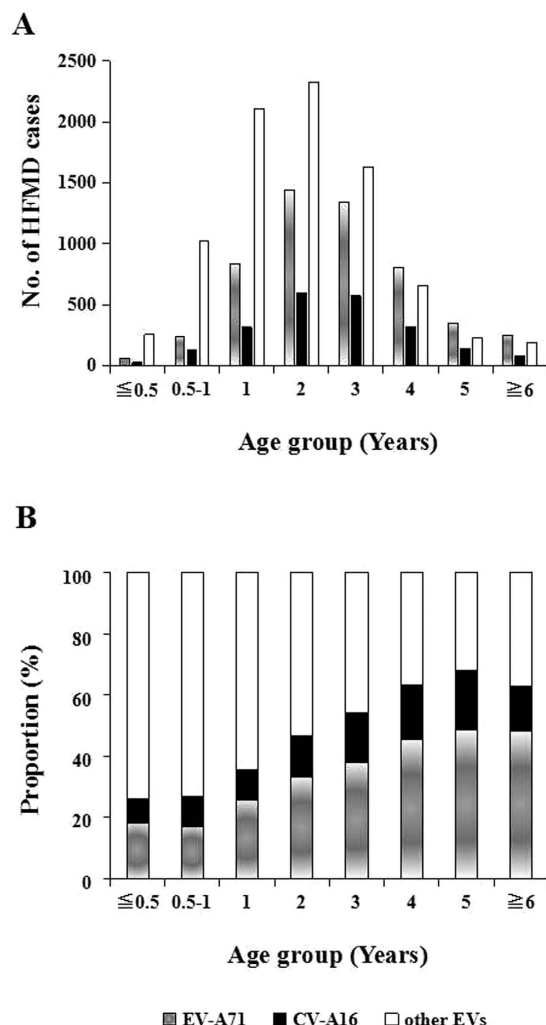 A
2500
2000
1500
1000
500
0
No. of HFMD cases
≦0.5 0.5-1 1 2 3 4 5 ≧6
Age group (Years)
B
100
80
60
40
20
0
Proportion (%)
≦0.5 0.5-1 1 2 3 4 5 ≧6
Age group (Years)
EV-A71 CV-A16 other EVs